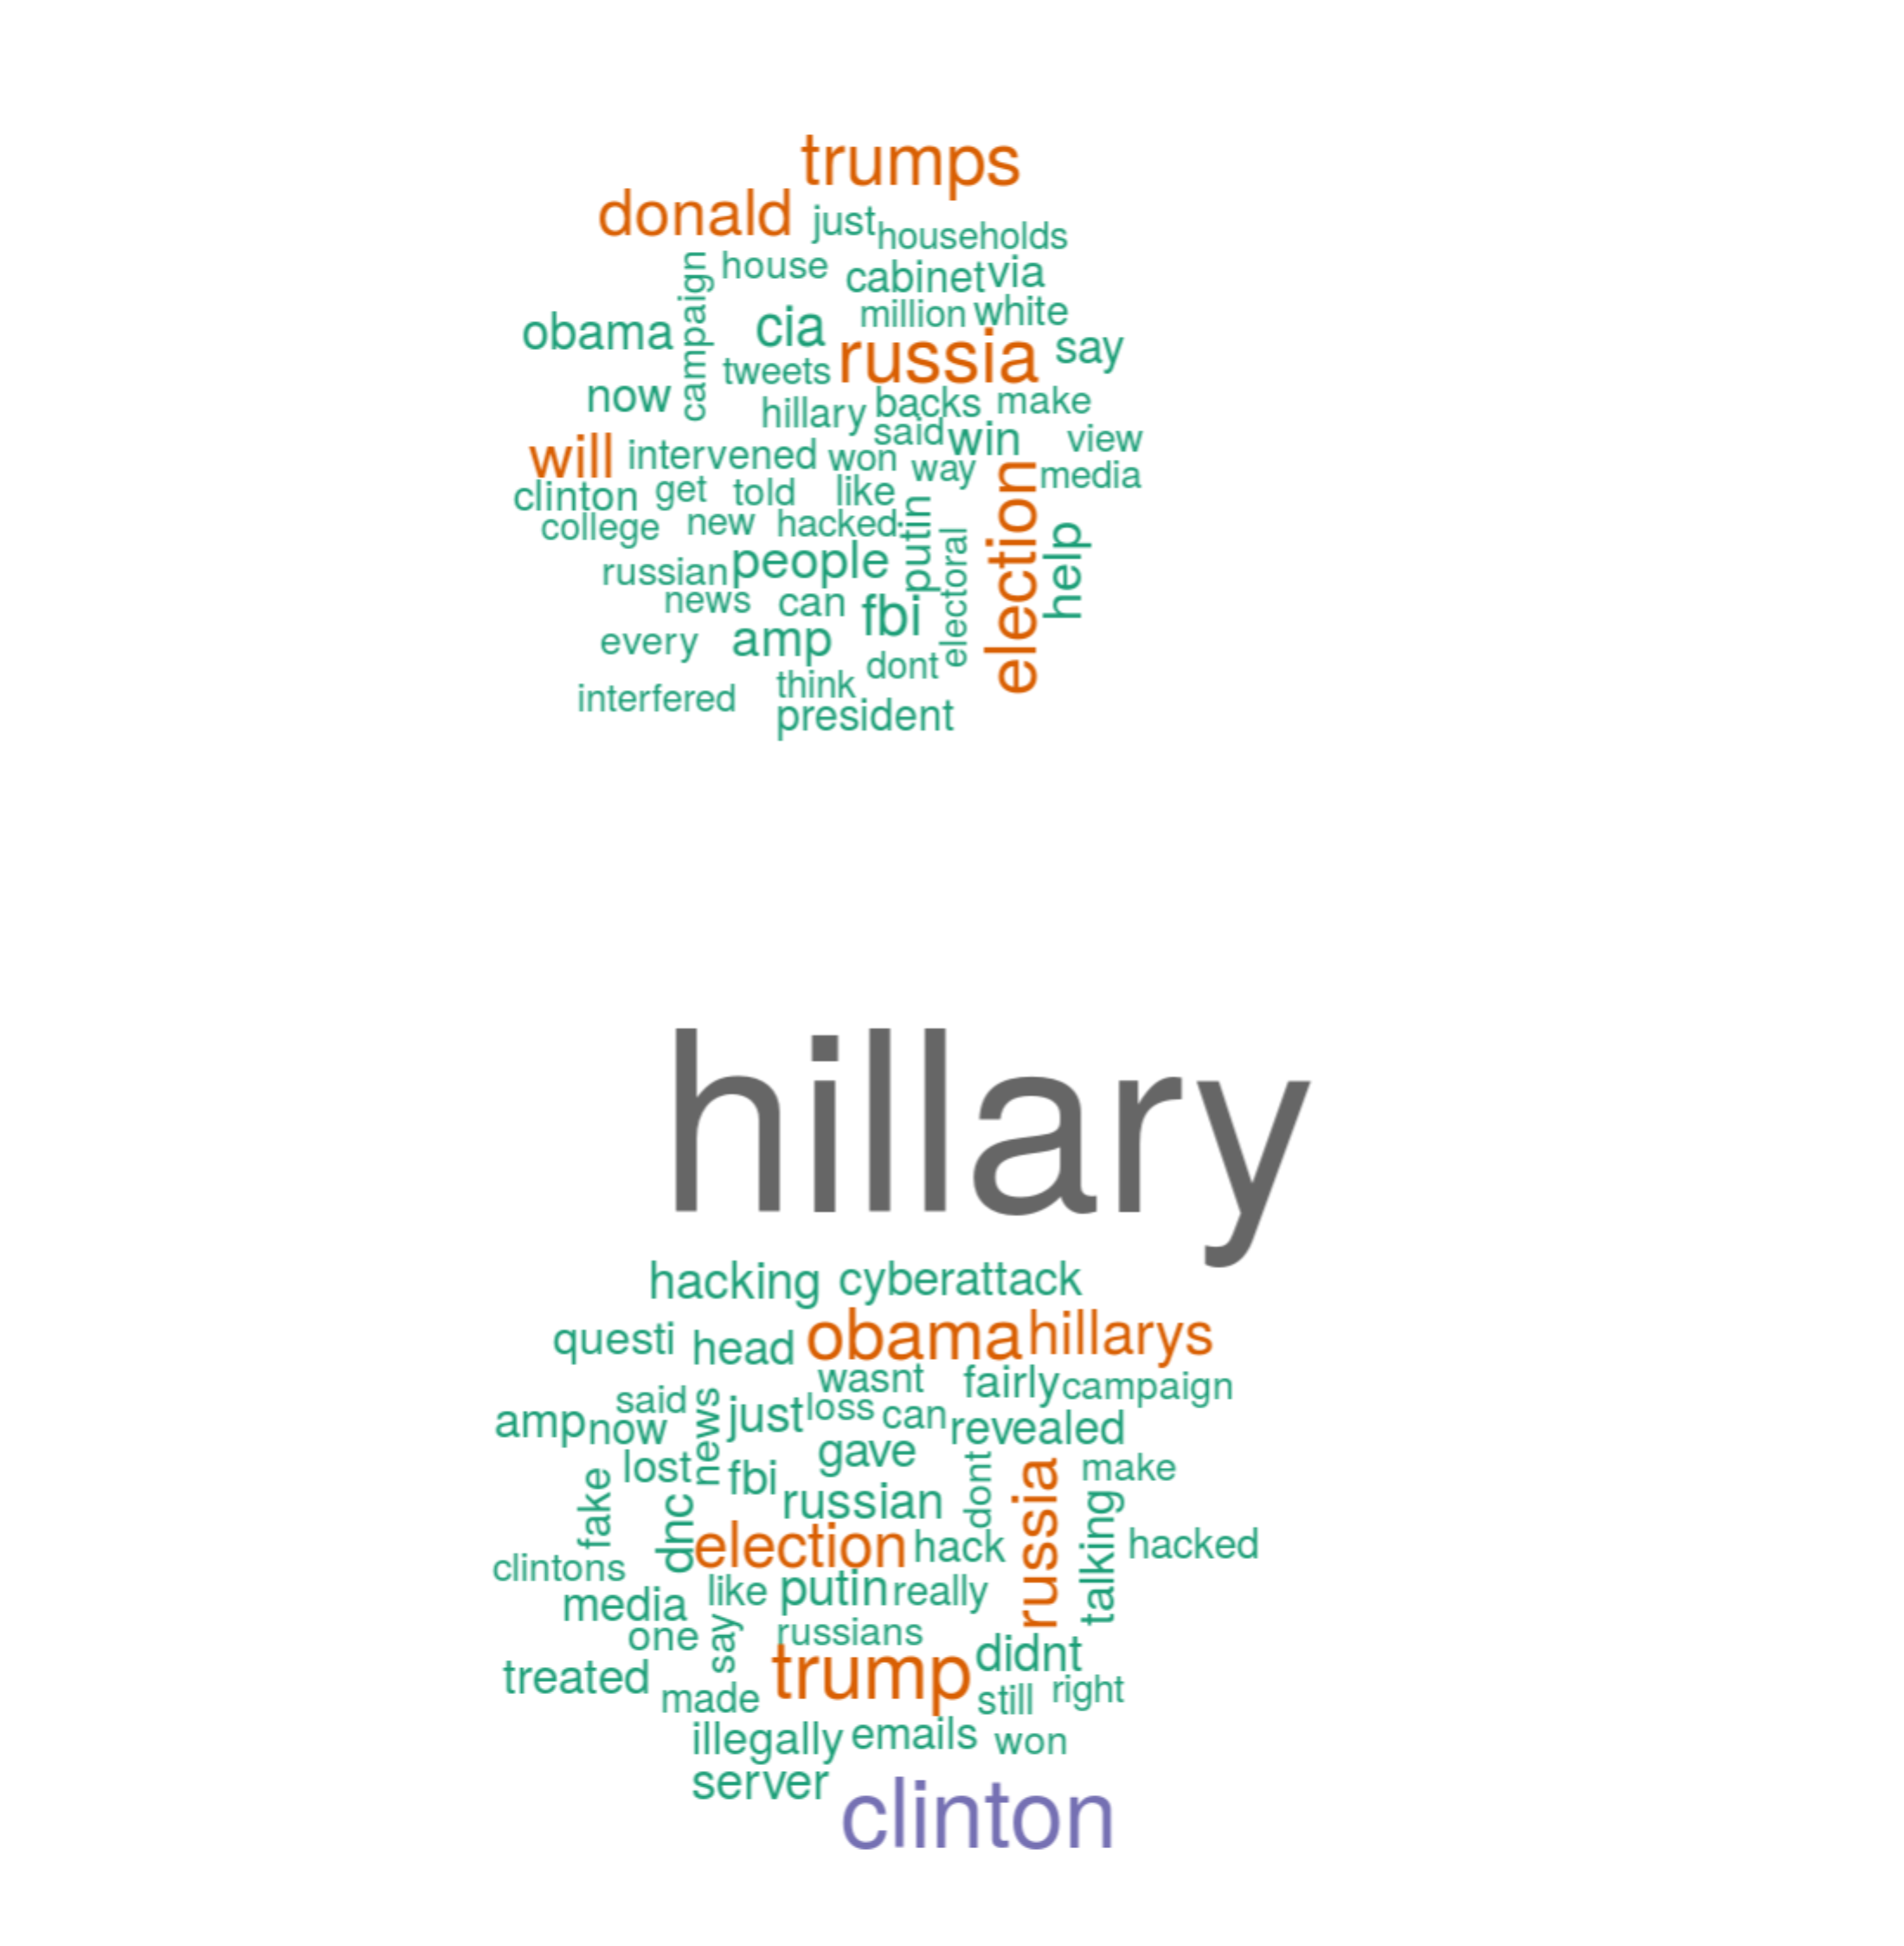 trumps
donald just households
campaign house cabinet via
million white
obama cia russia say
tweets
now hillary backs make
said win view
will intervened won way media
clinton get told like
college new hacked putin election
electoral help
russian people
news can fbi
every amp dont
think
interfered president
hillary
hacking cyberattack
questi head obama hillarys
wasnt fairly campaign
said news just loss can revealed
amp now gave
lost fbi dont russia make
fake dnc russian talking
election hack hacked
clintons like putin really
media
one say russians
treated trump didnt
made still right
illegally emails won
server clinton